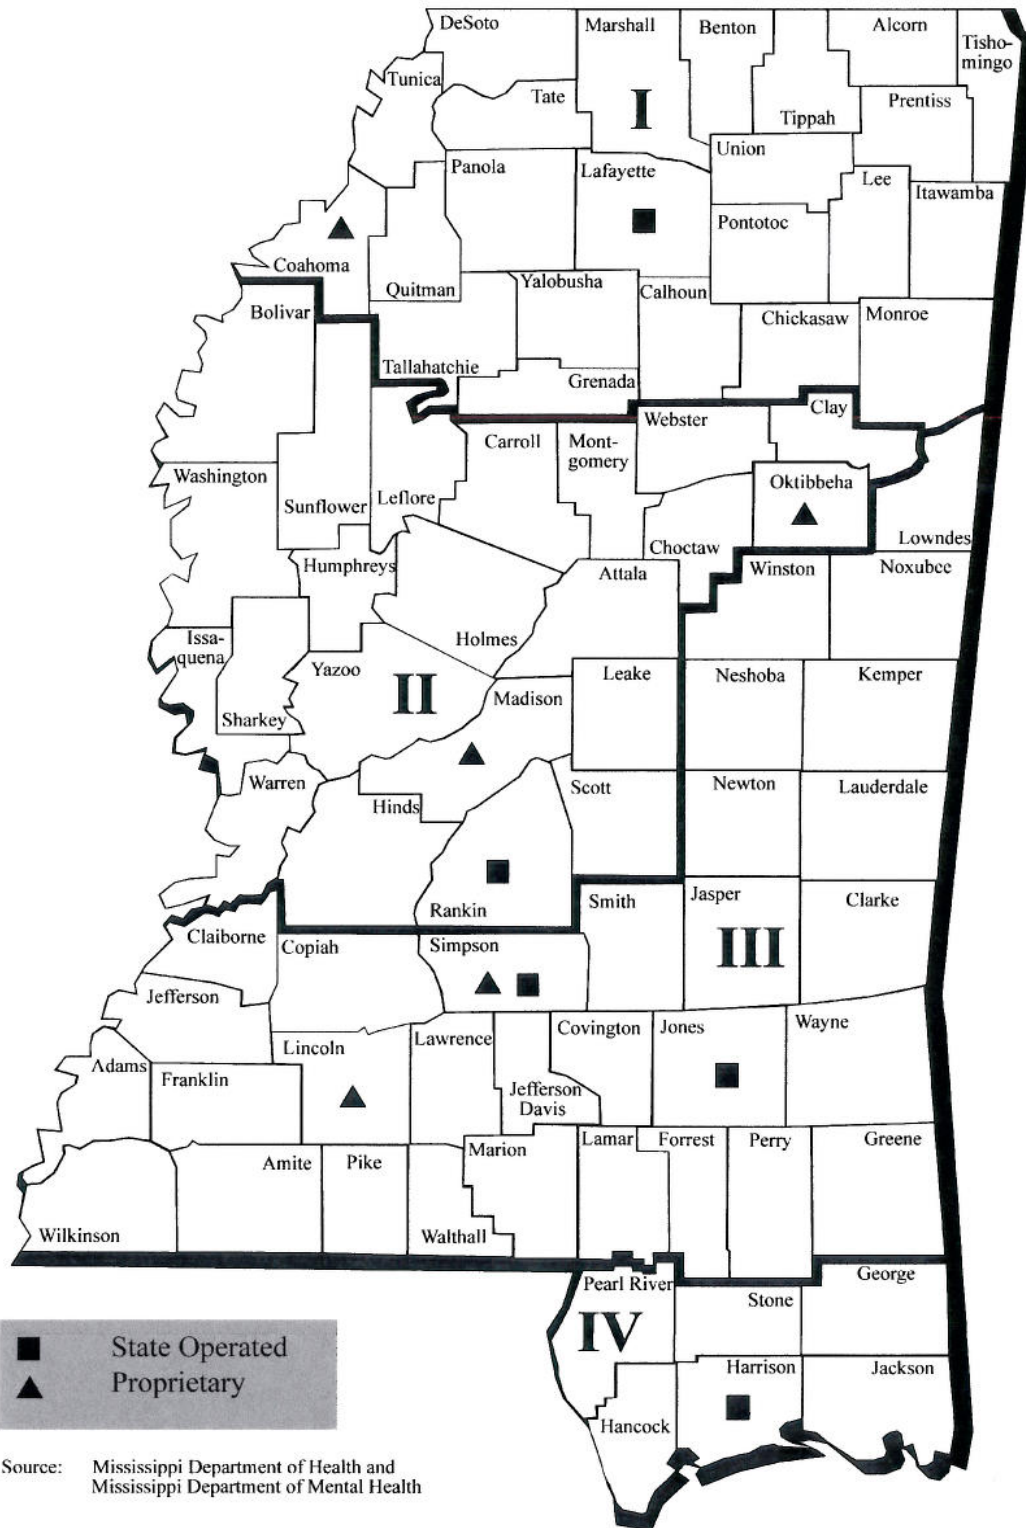 DeSoto
Marshall
Benton
Alcorn
Tisho-
mingo
Tunica
Tate
I
Tippah
Prentiss
Union
Panola
Lafayette
Lee
Itawamba
Pontotoc
Coahoma
Quitman
Yalobusha
Calhoun
Bolivar
Chickasaw
Monroe
Tallahatchie
Grenada
Webster
Clay
Carroll
Mont-
gomery
Washington
Sunflower
Leflore
Oktibbeha
Lowndes
Choctaw
Humphreys
Attala
Winston
Noxubee
Issa-
quena
Holmes
Yazoo
II
Madison
Leake
Neshoba
Kemper
Sharkey
Warren
Hinds
Scott
Newton
Lauderdale
Rankin
Smith
Jasper
Clarke
III
Claiborne
Copiah
Simpson
Jefferson
Lincoln
Lawrence
Covington
Jones
Wayne
Adams
Franklin
Jefferson
Davis
Marion
Lamar
Forrest
Perry
Greene
Amite
Pike
Wilkinson
Walthall
Pearl River
George
Stone
IV
Harrison
Jackson
Hancock
State Operated
Proprietary
Source: Mississippi Department of Health and
Mississippi Department of Mental Health